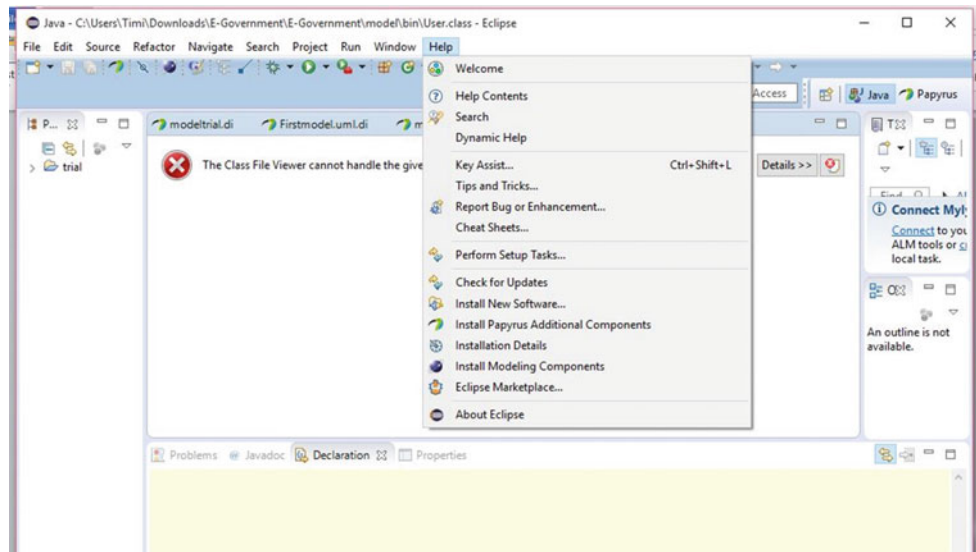 Java - C:\Users\Timi\Downloads\E-Government\E-Government\model\bin\User.class - Eclipse
File Edit Source Refactor Navigate Search Project Run Window Help
Access Java Papyrus
P...
modeltrial.di Firstmodel.uml.di
trial
The Class File Viewer cannot handle the give
Details >>
Welcome
Help Contents
Search
Dynamic Help
Key Assist... Ctrl+Shift+L
Tips and Tricks...
Report Bug or Enhancement...
Cheat Sheets...
Perform Setup Tasks...
Check for Updates
Install New Software...
Install Papyrus Additional Components
Installation Details
Install Modeling Components
Eclipse Marketplace...
About Eclipse
T
Find
Connect Myl
Connect to you
ALM tools or
local task.
O
An outline is not
available.
Problems Javadoc Declaration Properties